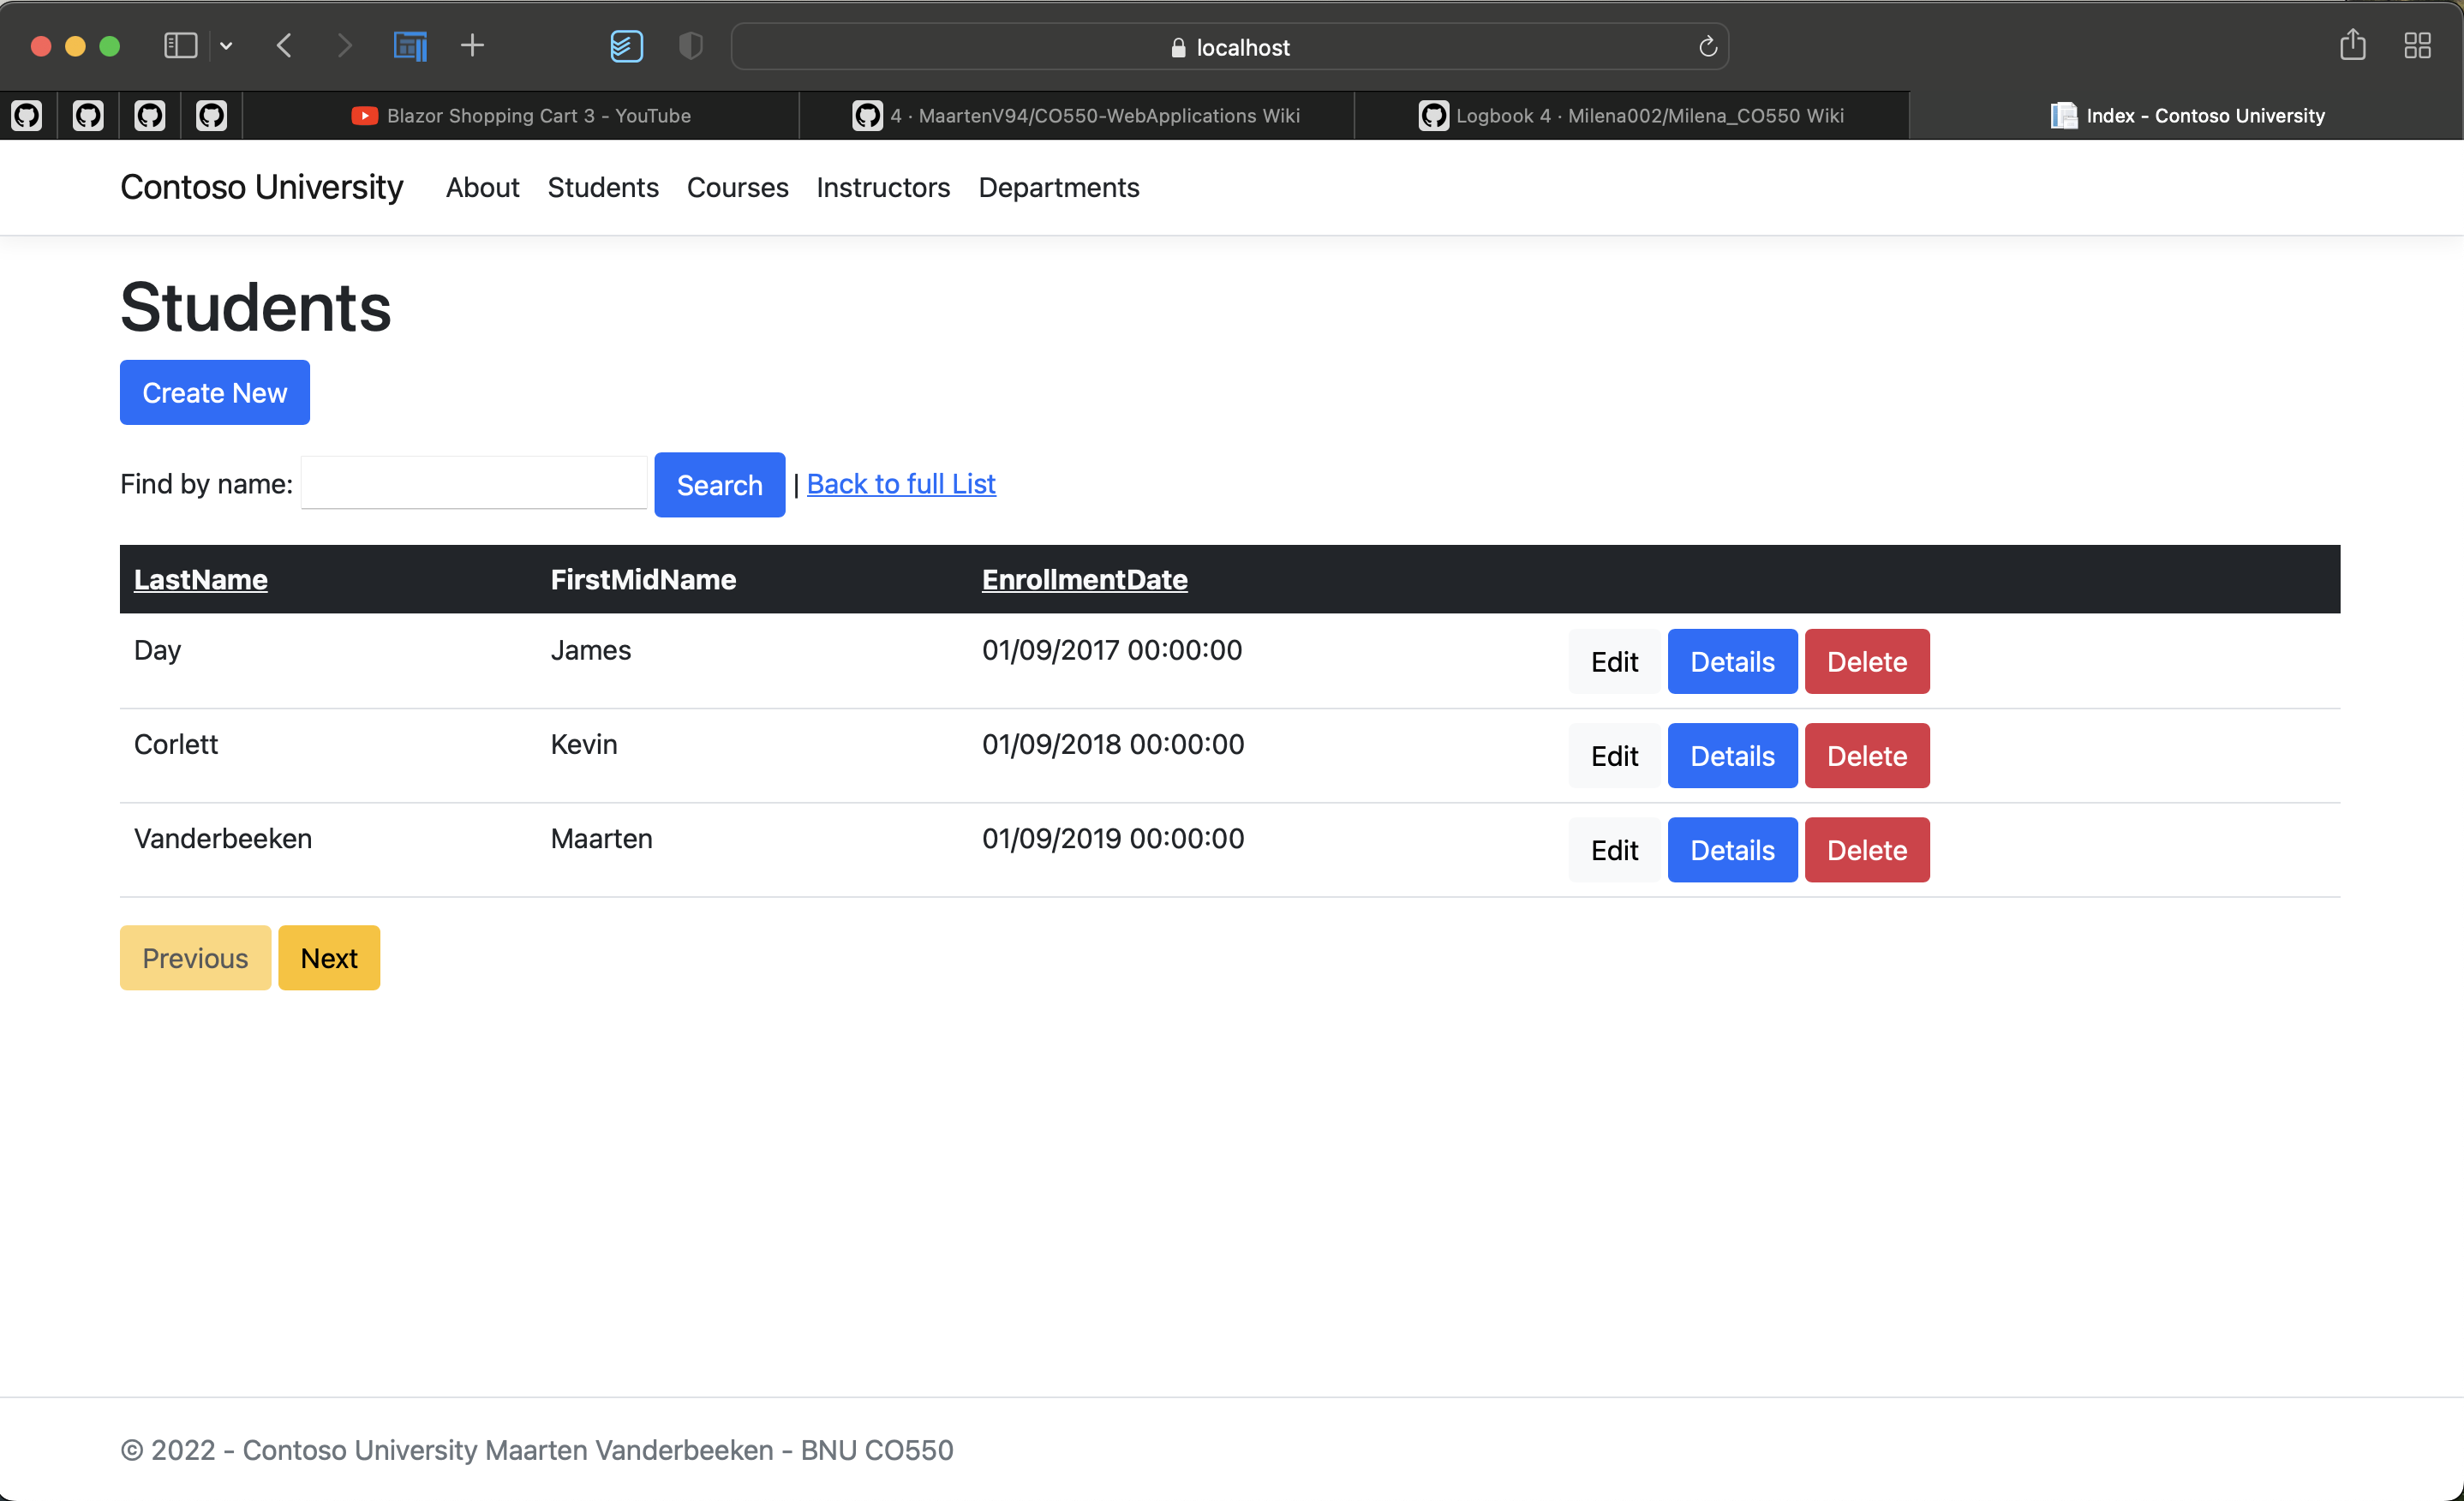 localhost
Blazor Shopping Cart 3 - YouTube
4 · MaartenV94/CO550-WebApplications Wiki
Logbook 4 · Milena002/Milena_CO550 Wiki
Index - Contoso University
Contoso University About Students Courses Instructors Departments
Students
Create New
Find by name: Search | Back to full List
LastName FirstMidName EnrollmentDate
Day James 01/09/2017 00:00:00 Edit Details Delete
Corlett Kevin 01/09/2018 00:00:00 Edit Details Delete
Vanderbeeken Maarten 01/09/2019 00:00:00 Edit Details Delete
Previous Next
© 2022 - Contoso University Maarten Vanderbeeken - BNU CO550